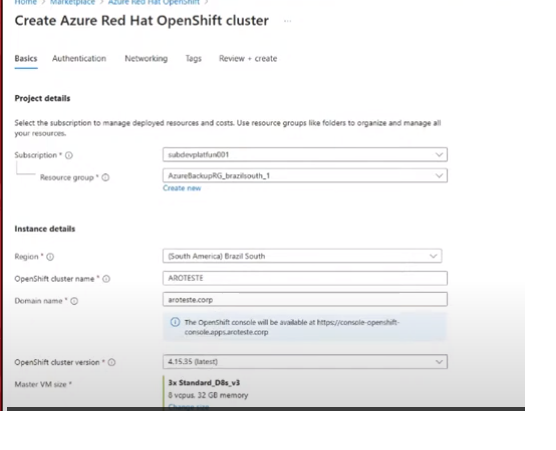 Home / Marketplace / Azure Red Hat OpenShift /
Create Azure Red Hat OpenShift cluster ...
Basics Authentication Networking Tags Review + create
Project details
Select the subscription to manage deployed resources and costs. Use resource groups like folders to organize and manage all
your resources.
Subscription * subdevplatfun001
Resource group * AzureBackupRG_brazilsouth_1
Create new
Instance details
Region * (South America) Brazil South
OpenShift cluster name * AROTESTE
Domain name * aroteste.corp
The OpenShift console will be available at https://console-openshift-
console.apps.aroteste.corp
OpenShift cluster version * 4.15.35 (latest)
Master VM size * 3x Standard_D8s_v3
8 vcpus, 32 GB memory
Change size